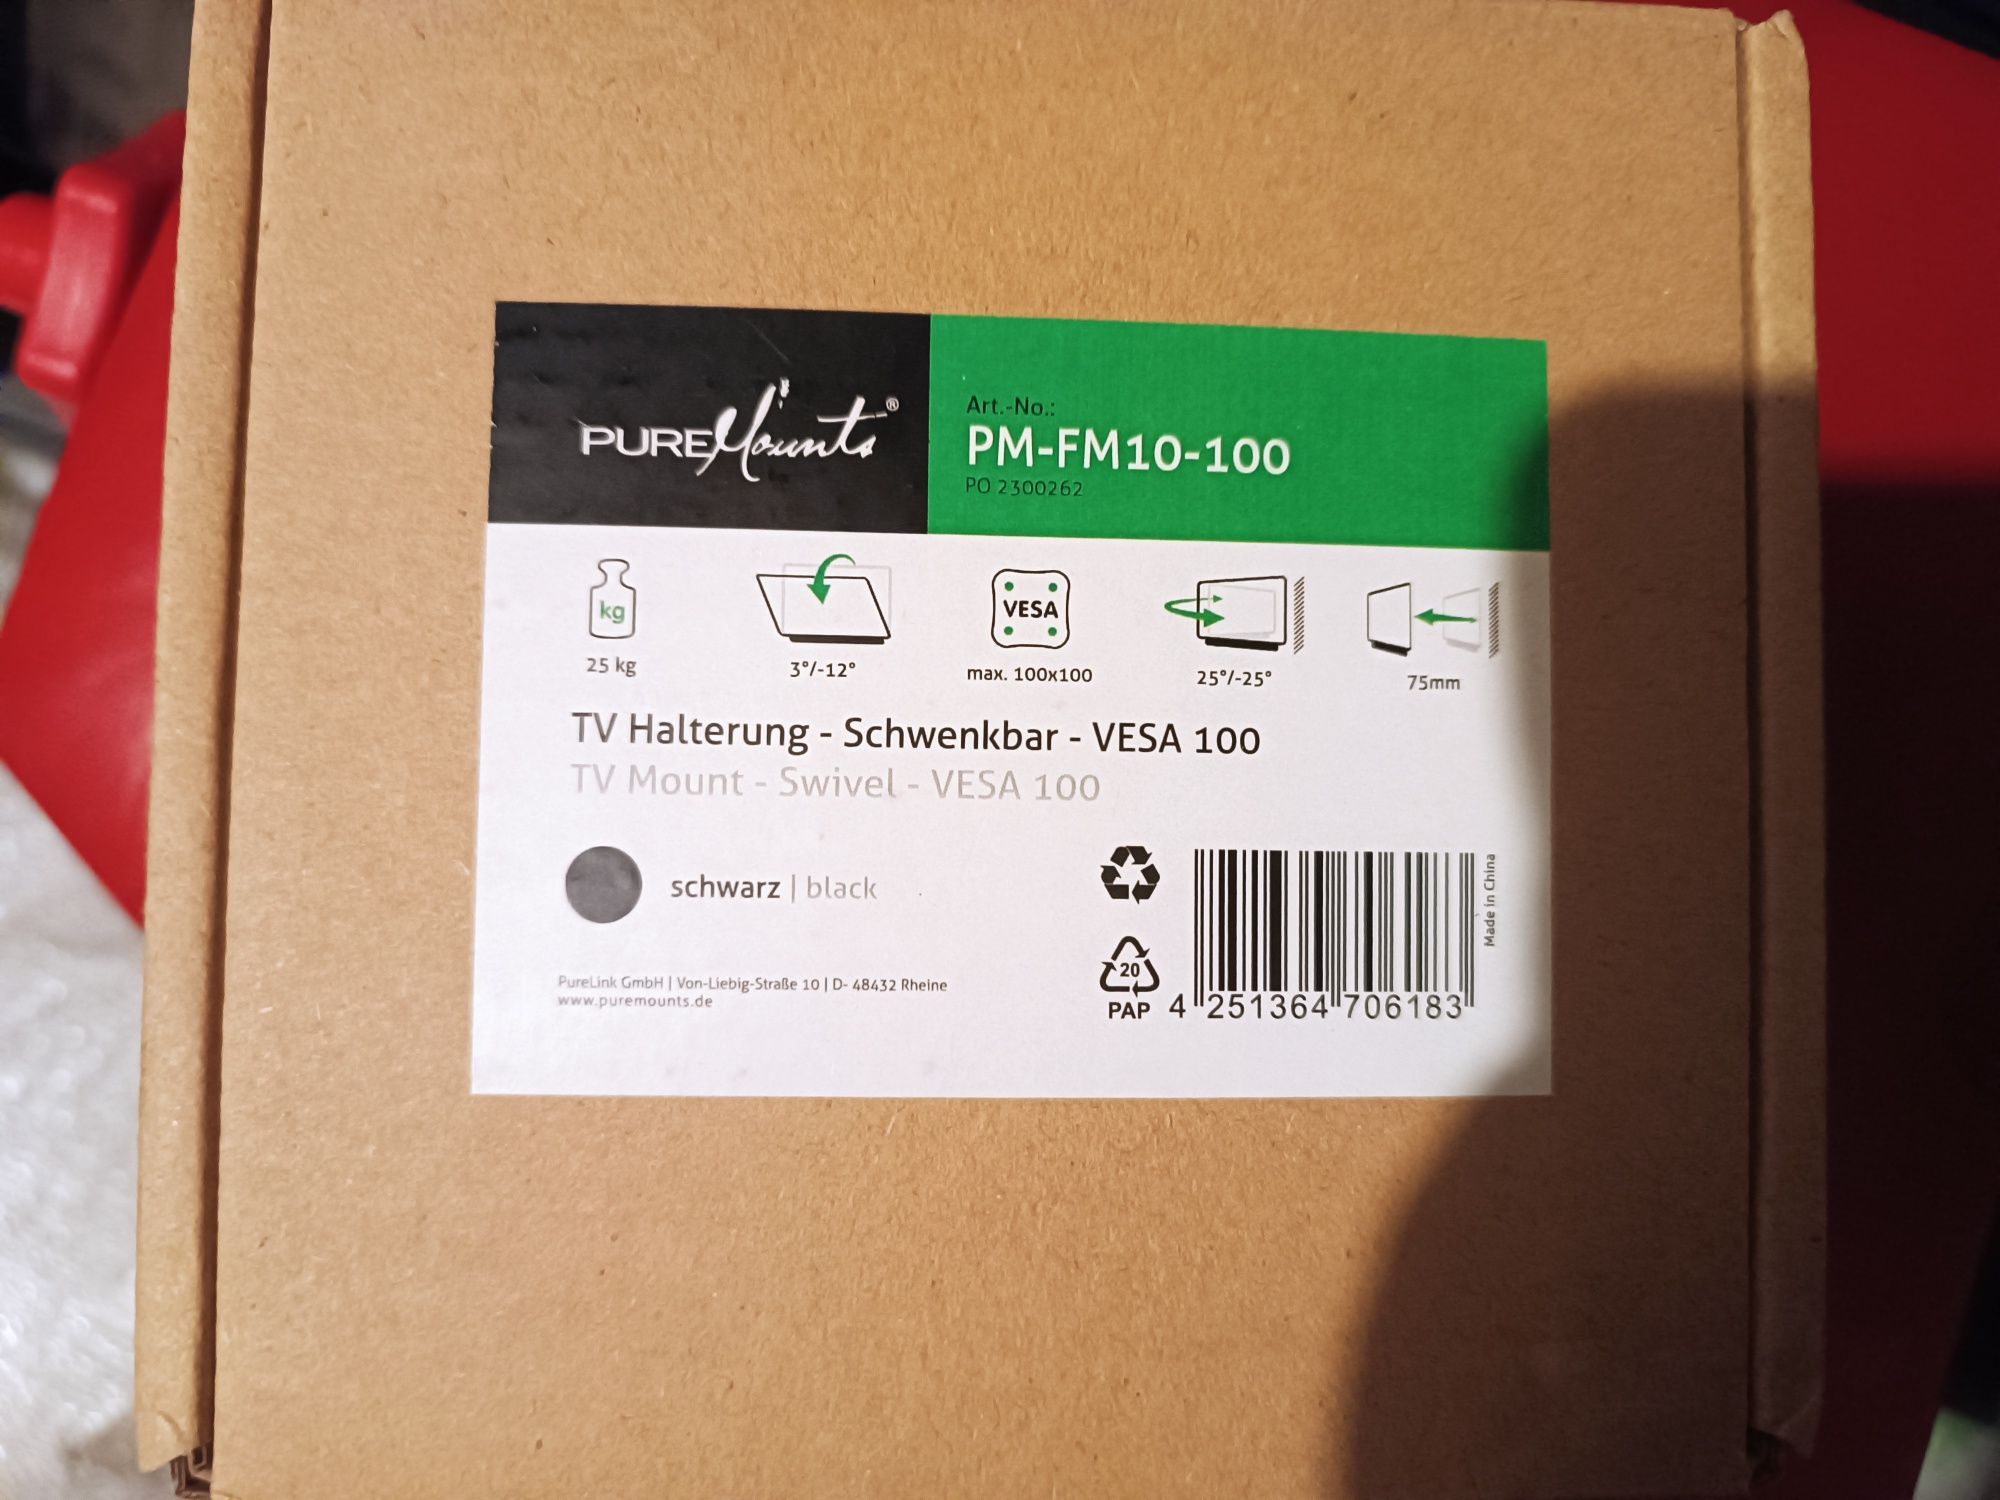 PUREMounts®
Art.-No.:
PM-FM10-100
PO 2300262
kg
VESA
25 kg
3°/-12°
max. 100x100
25°/-25°
75mm
TV Halterung - Schwenkbar - VESA 100
TV Mount - Swivel - VESA 100
schwarz | black
Made in China
PureLink GmbH | Von-Liebig-Straße 10 | D- 48432 Rheine
www.puremounts.de
20
PAP
4 251364 706183